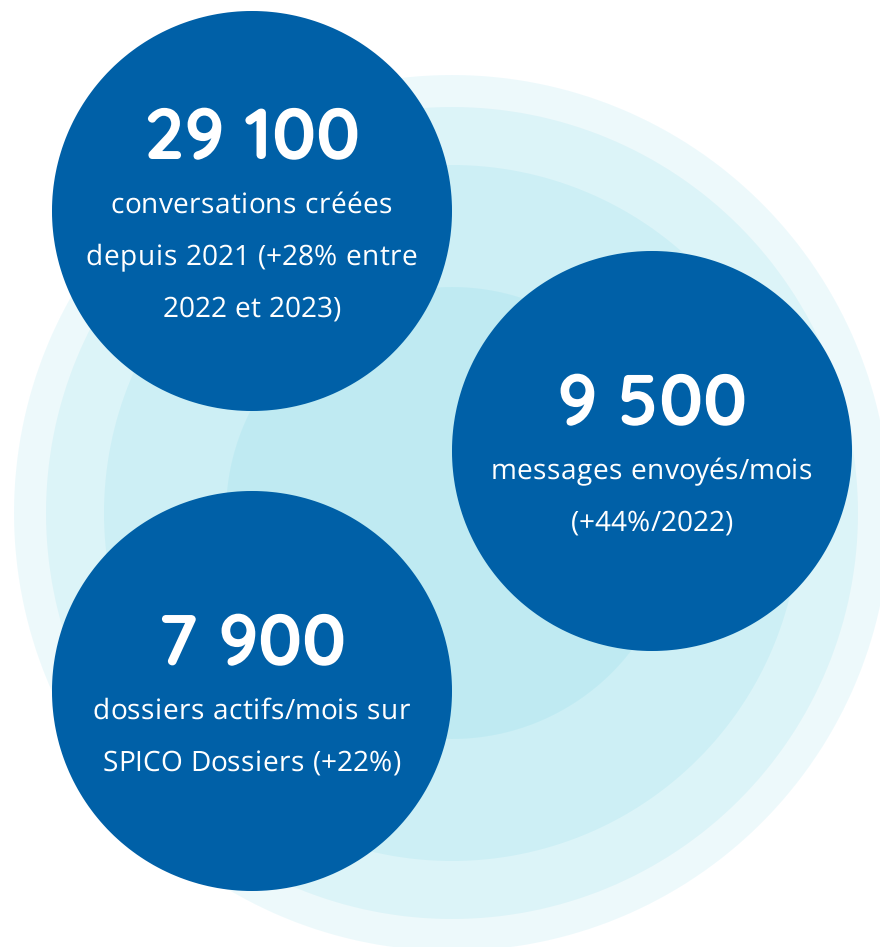 29 100
conversations créées
depuis 2021 (+28% entre
2022 et 2023)
9 500
messages envoyés/mois
(+44%/2022)
7 900
dossiers actifs/mois sur
SPICO Dossiers (+22%)